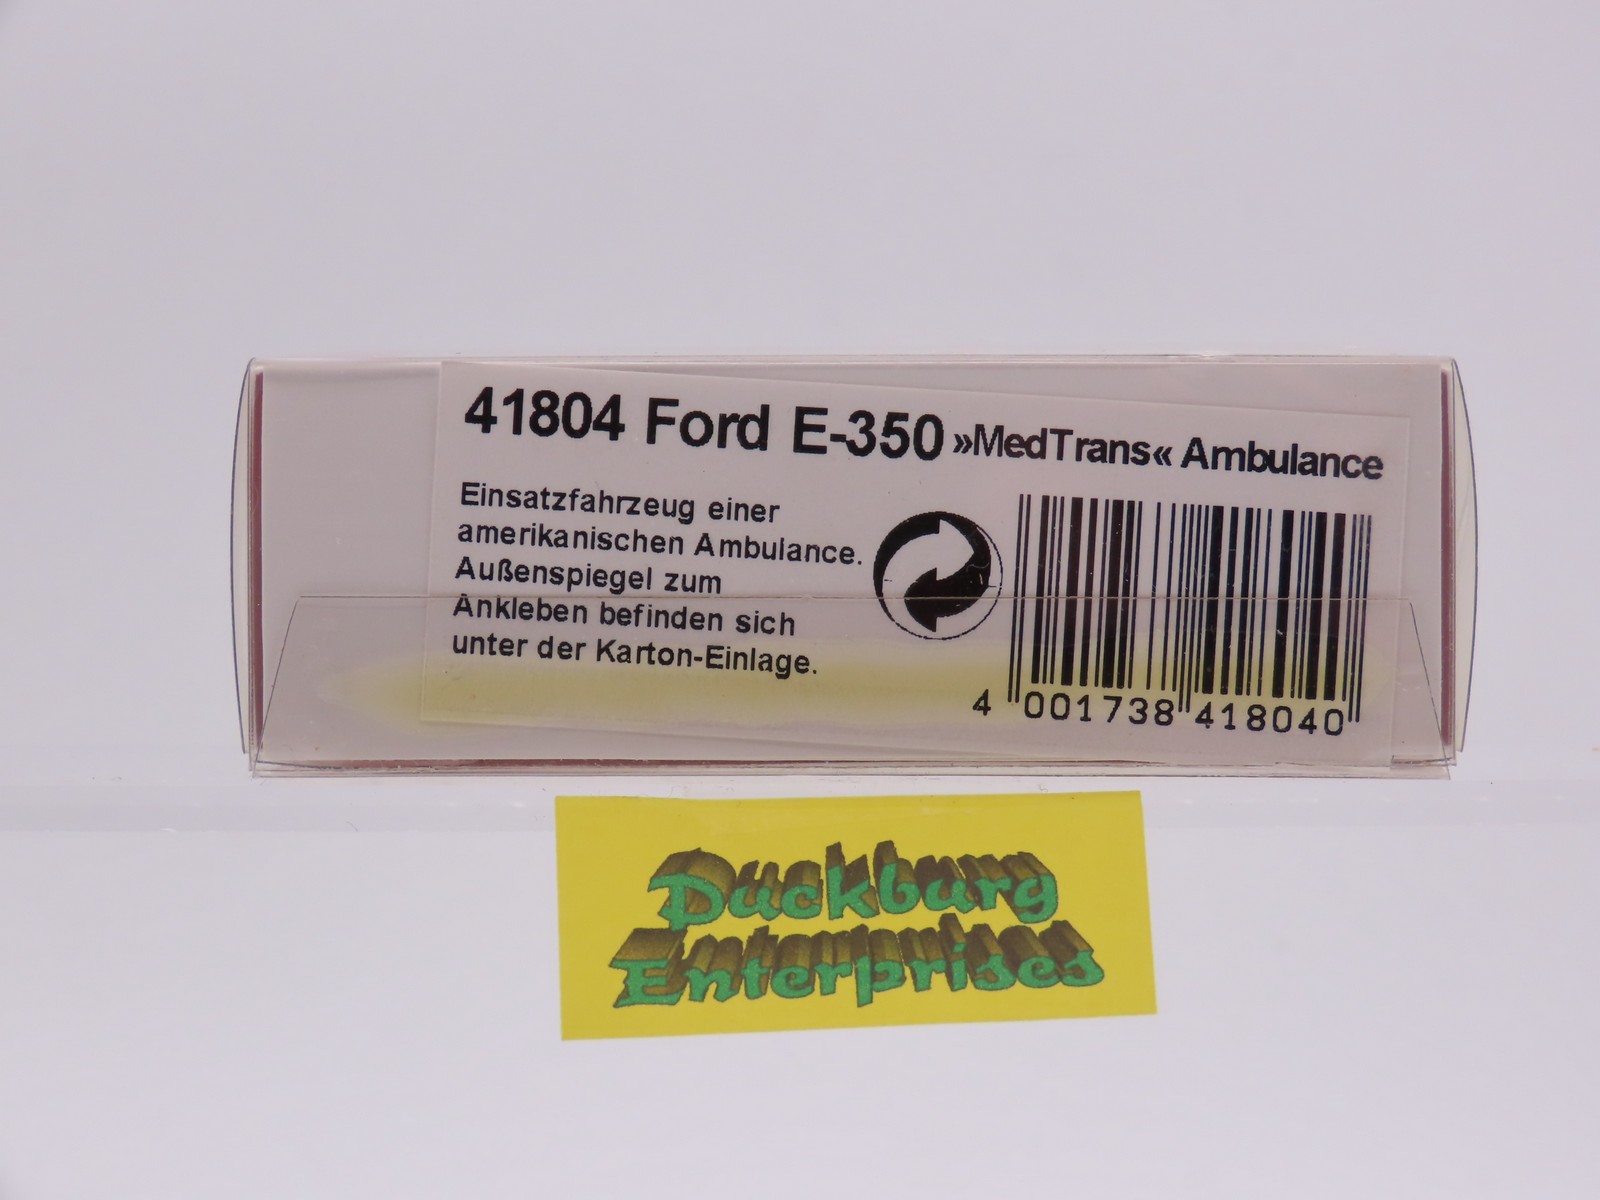 41804 Ford E-350 »MedTrans« Ambulance
Einsatzfahrzeug einer
amerikanischen Ambulance.
Außenspiegel zum
Ankleben befinden sich
unter der Karton-Einlage.
4 001738 418040
Duckburg
Enterprises